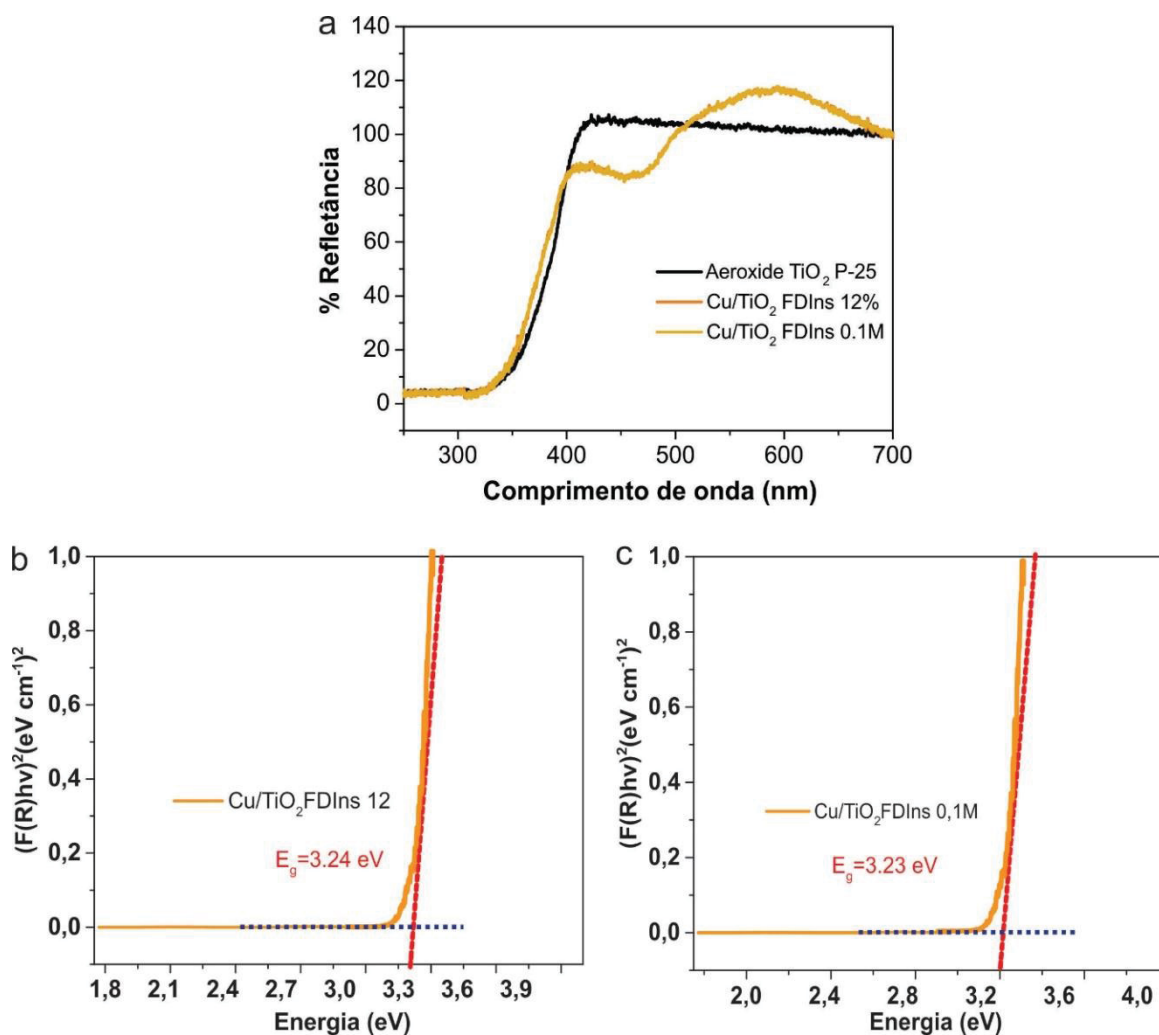 a
140
120
100
80
60
40
20
0
% Refletância
Aeroxide TiO₂ P-25
Cu/TiO₂ FDIns 12%
Cu/TiO₂ FDIns 0.1M
300 400 500 600 700
Comprimento de onda (nm)
b
1,0
0,8
0,6
0,4
0,2
0,0
(F(R)hv)²(eV cm⁻¹)²
Cu/TiO₂FDIns 12
E_g=3.24 eV
1,8 2,1 2,4 2,7 3,0 3,3 3,6 3,9
Energia (eV)
c
1,0
0,8
0,6
0,4
0,2
0,0
(F(R)hv)²(eV cm⁻¹)²
Cu/TiO₂FDIns 0,1M
E_g=3.23 eV
2,0 2,4 2,8 3,2 3,6 4,0
Energia (eV)